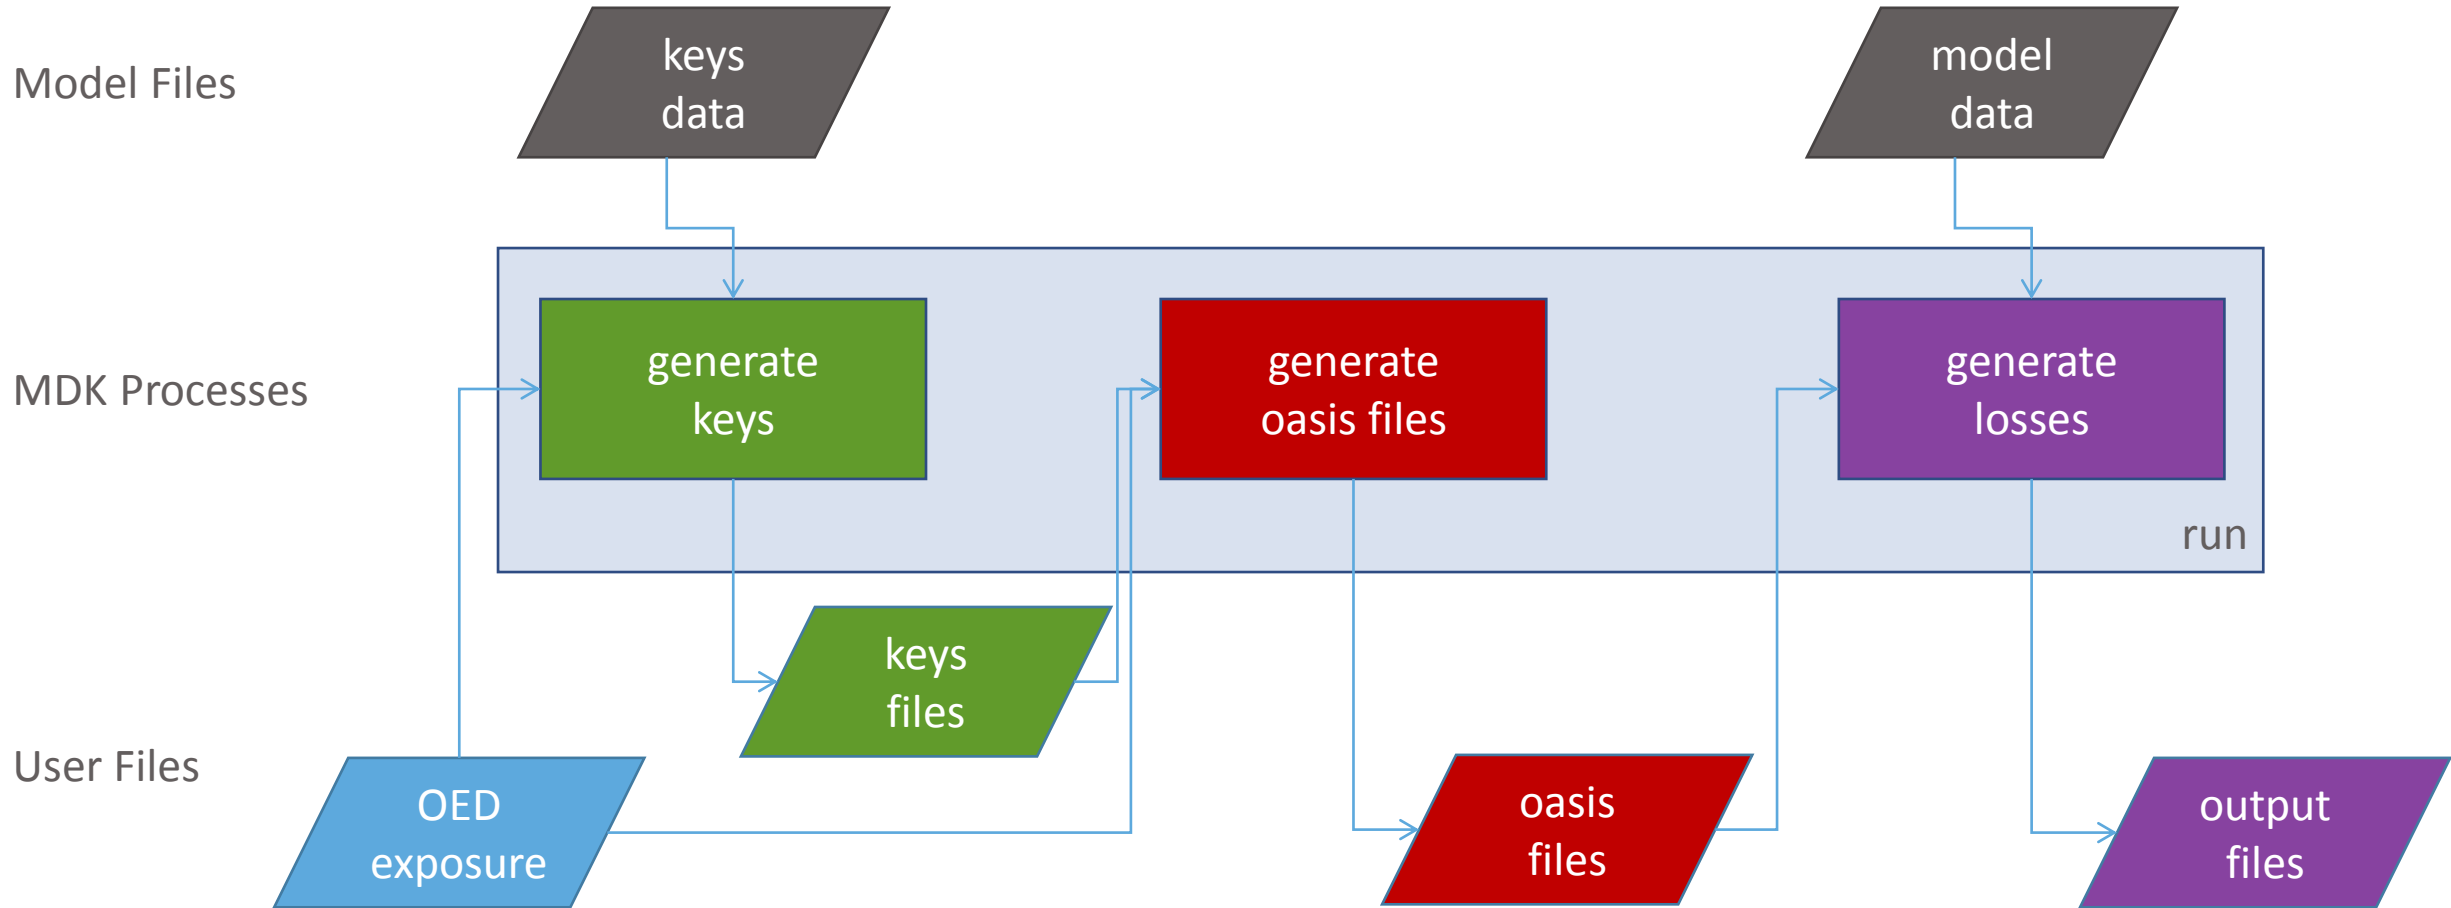 Model Files
keys
data
model
data
MDK Processes
generate
keys
generate
oasis files
generate
losses
run
User Files
keys
files
OED
exposure
oasis
files
output
files